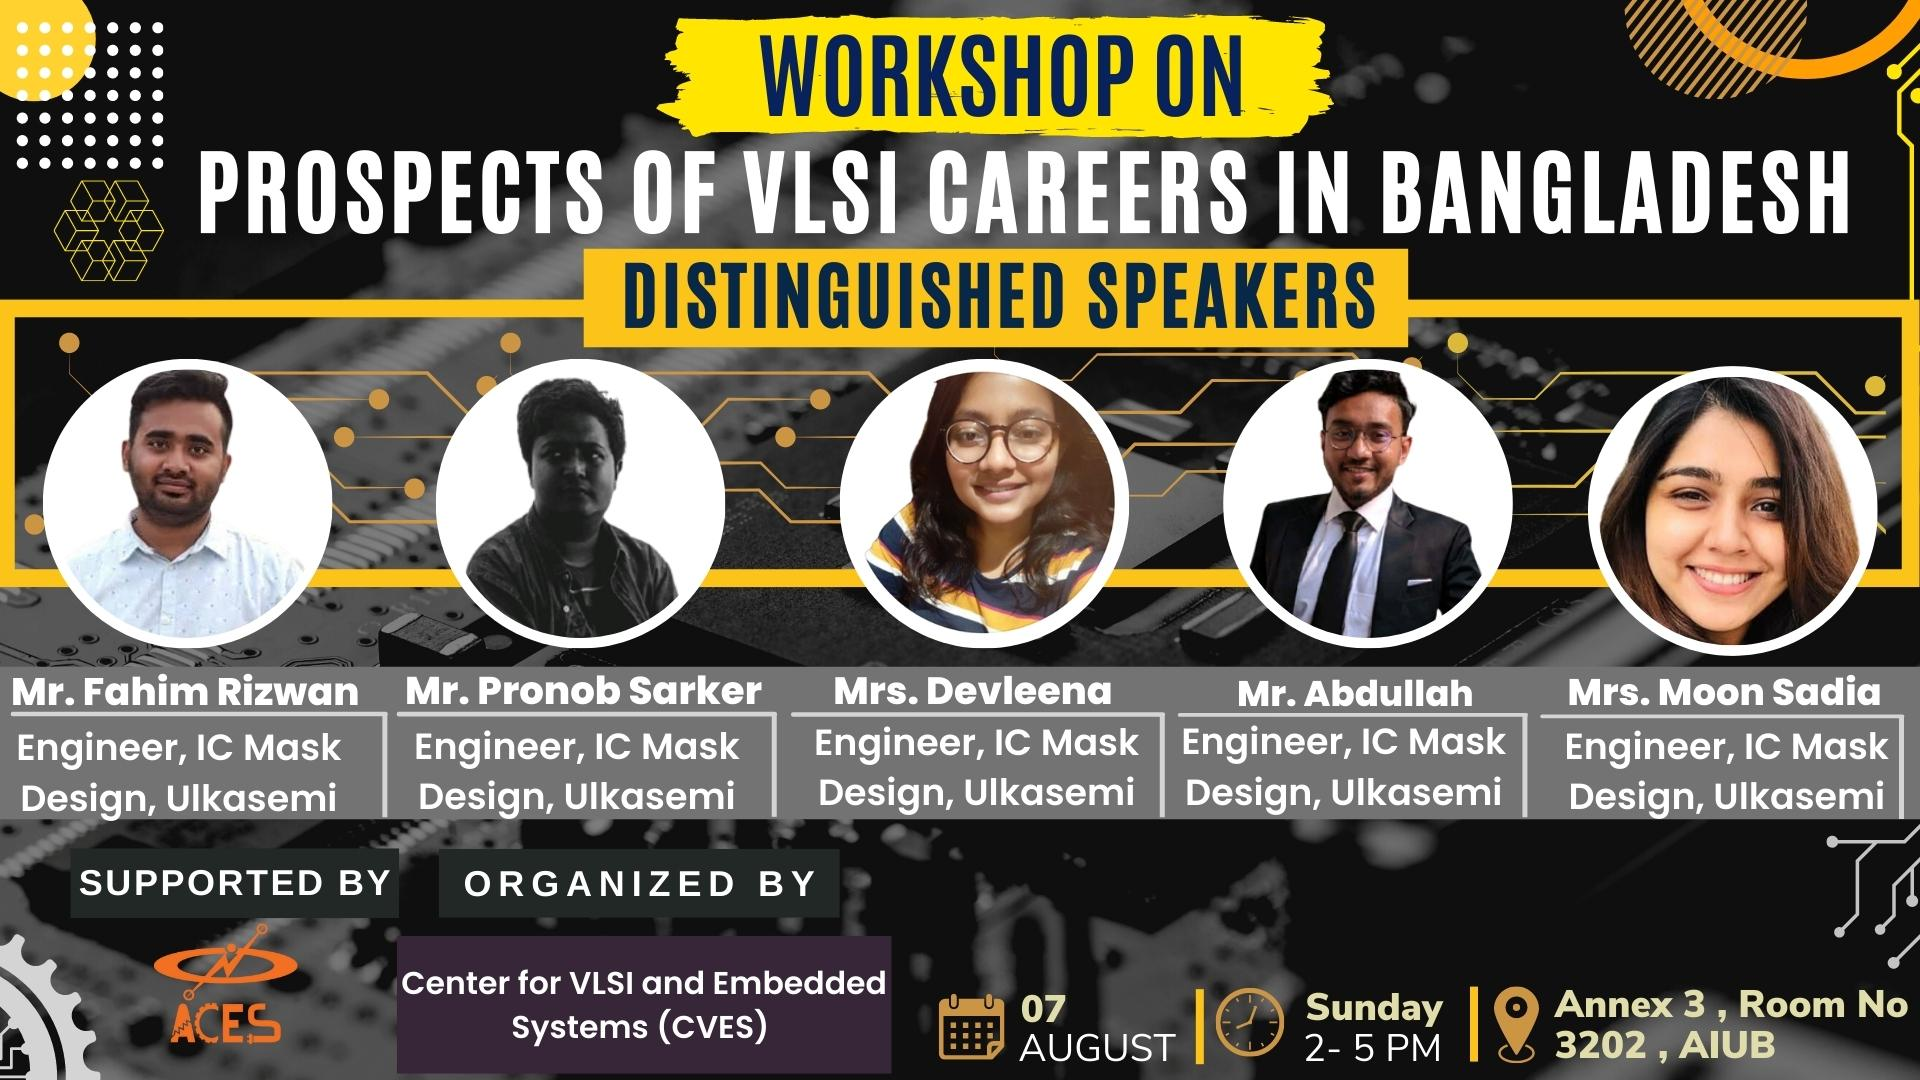 WORKSHOP ON
PROSPECTS OF VLSI CAREERS IN BANGLADESH
DISTINGUISHED SPEAKERS
Mr. Fahim Rizwan
Engineer, IC Mask
Design, Ulkasemi
Mr. Pronob Sarker
Engineer, IC Mask
Design, Ulkasemi
Mrs. Devleena
Engineer, IC Mask
Design, Ulkasemi
Mr. Abdullah
Engineer, IC Mask
Design, Ulkasemi
Mrs. Moon Sadia
Engineer, IC Mask
Design, Ulkasemi
SUPPORTED BY
ACES
ORGANIZED BY
Center for VLSI and Embedded
Systems (CVES)
07
AUGUST
Sunday
2- 5 PM
Annex 3 , Room No
3202 , AIUB